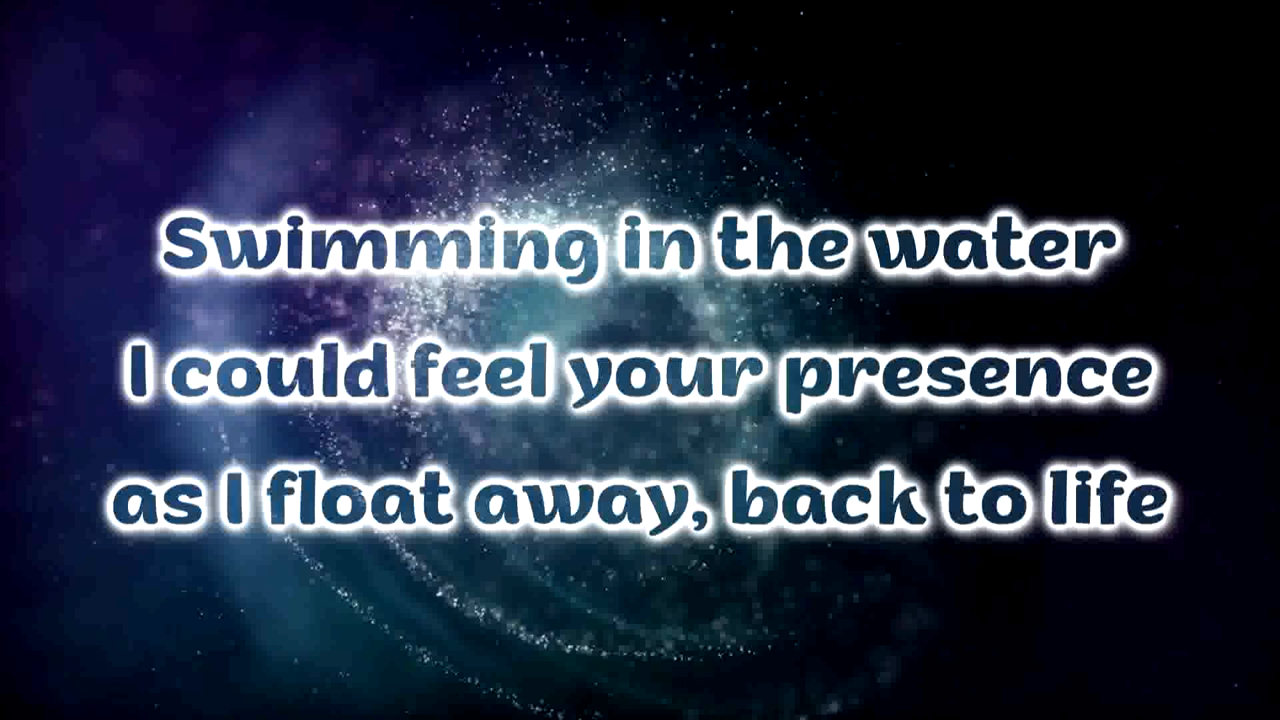 Swimming in the water
I could feel your presence
as I float away, back to life